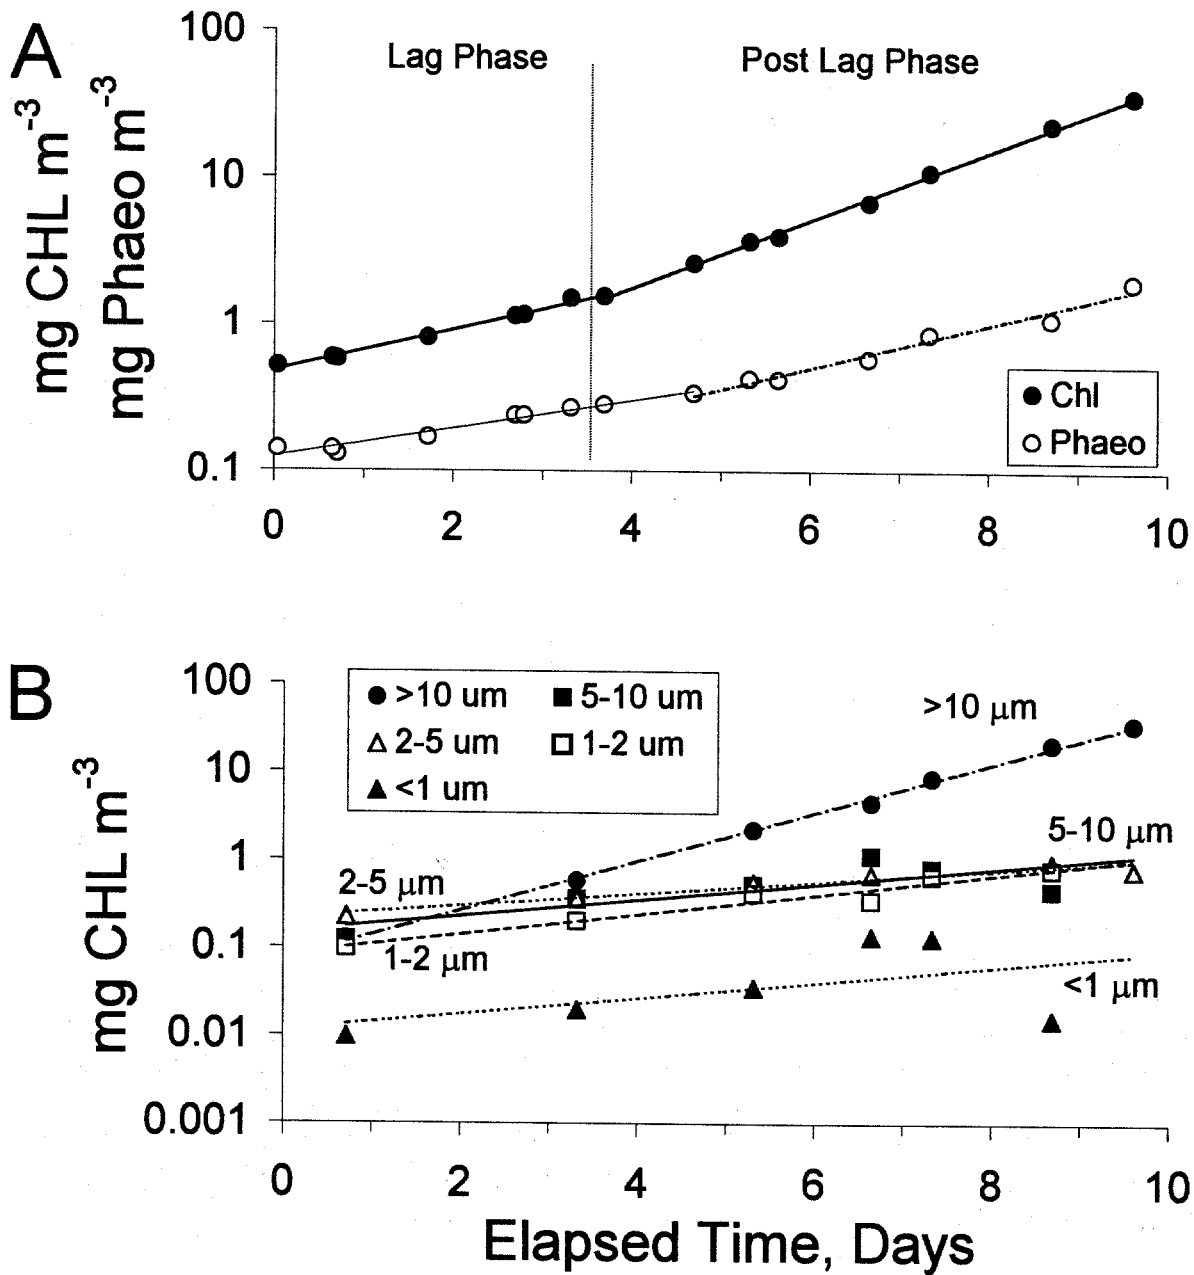 A
mg CHL m-3
mg Phaeo m-3
100
10
1
0.1
Lag Phase
Post Lag Phase
Chl
Phaeo
0 2 4 6 8 10
B
mg CHL m-3
100
10
1
0.1
0.01
0.001
>10 um 5-10 um
2-5 um 1-2 um
<1 um
>10 μm
5-10 μm
2-5 μm
1-2 μm
<1 μm
0 2 4 6 8 10
Elapsed Time, Days